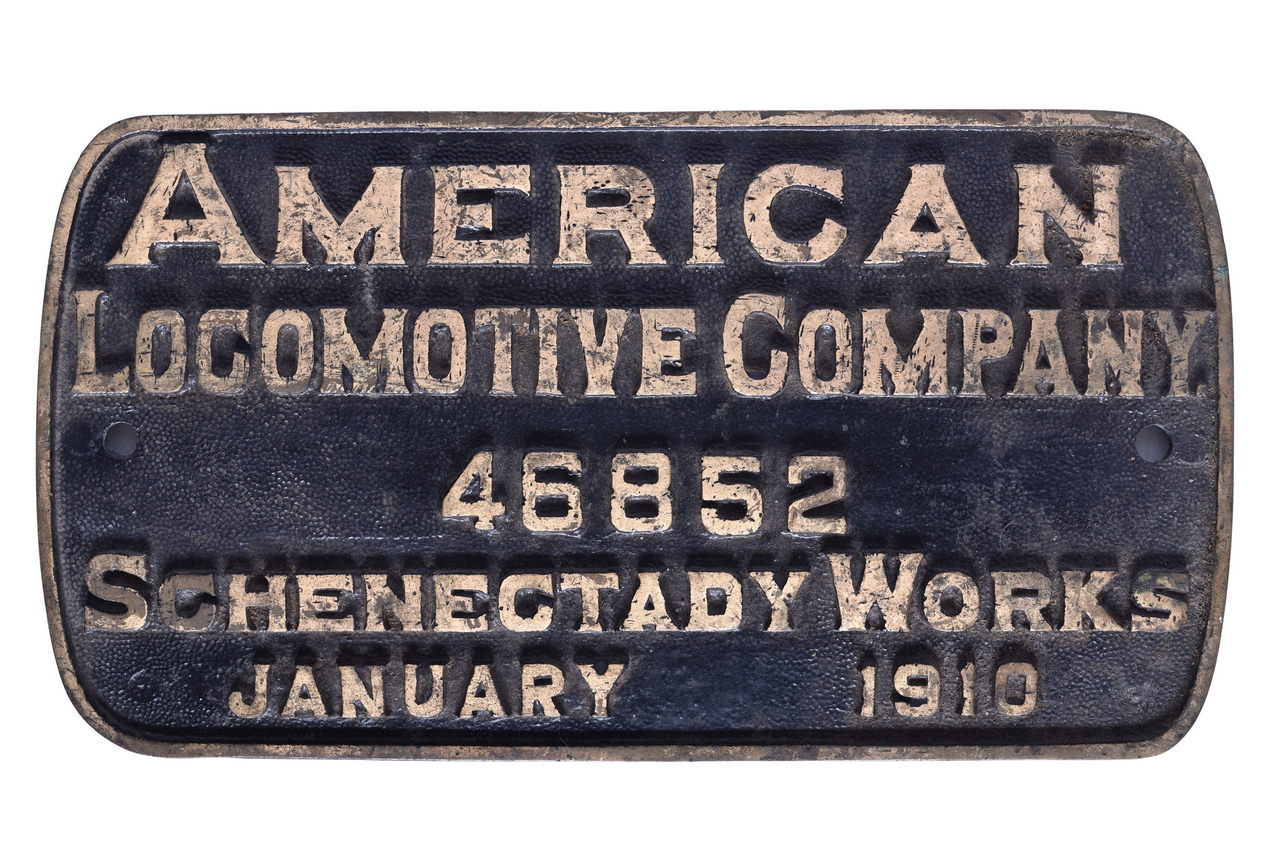 AMERICAN
LOCOMOTIVE COMPANY
46852
SCHENECTADY WORKS
JANUARY 1910